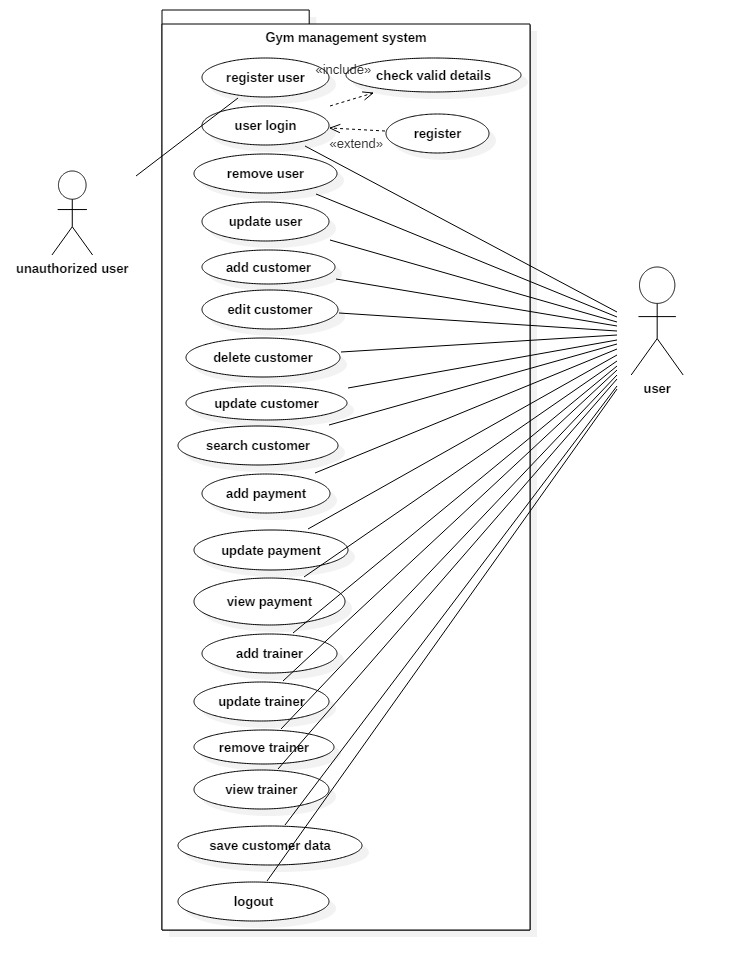 Gym management system
register user
«include»
check valid details
user login
register
«extend»
remove user
update user
add customer
unauthorized user
edit customer
delete customer
user
update customer
search customer
add payment
update payment
view payment
add trainer
update trainer
remove trainer
view trainer
save customer data
logout